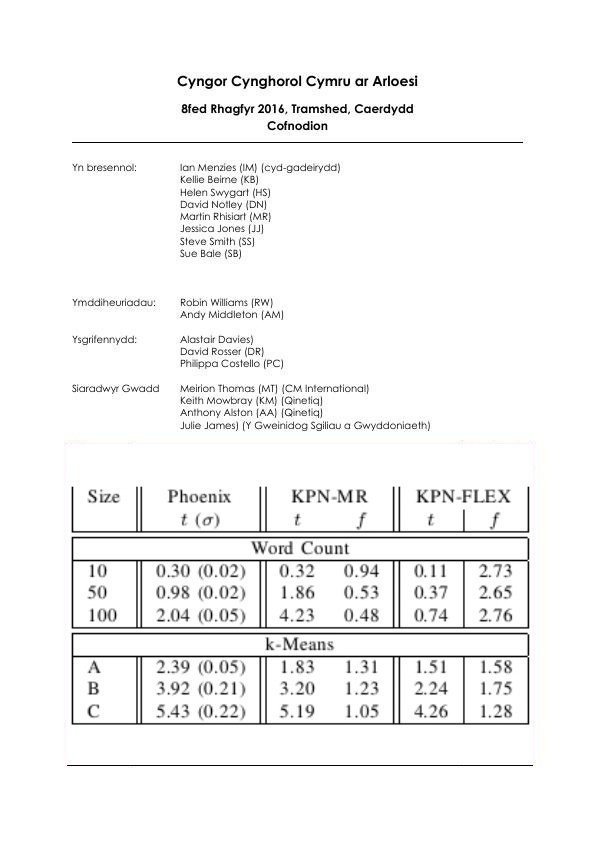 Cyngor Cynghorol Cymru ar Arloesi
8fed Rhagfyr 2016, Tramshed, Caerdydd
Cofnodion
Yn bresennol: Ian Menzies (IM) (cyd-gadeirydd)
Kellie Beirne (KB)
Helen Swygart (HS)
David Notley (DN)
Martin Rhisiart (MR)
Jessica Jones (JJ)
Steve Smith (SS)
Sue Bale (SB)
Ymddiheuriadau: Robin Williams (RW)
Andy Middleton (AM)
Ysgrifennydd: Alastair Davies)
David Rosser (DR)
Philippa Costello (PC)
Siaradwyr Gwadd Meirion Thomas (MT) (CM International)
Keith Mowbray (KM) (Qinetiq)
Anthony Alston (AA) (Qinetiq)
Julie James) (Y Gweinidog Sgiliau a Gwyddoniaeth)
Size Phoenix KPN-MR KPN-FLEX
t (σ) t f t f
Word Count
10 0.30 (0.02) 0.32 0.94 0.11 2.73
50 0.98 (0.02) 1.86 0.53 0.37 2.65
100 2.04 (0.05) 4.23 0.48 0.74 2.76
k-Means
A 2.39 (0.05) 1.83 1.31 1.51 1.58
B 3.92 (0.21) 3.20 1.23 2.24 1.75
C 5.43 (0.22) 5.19 1.05 4.26 1.28